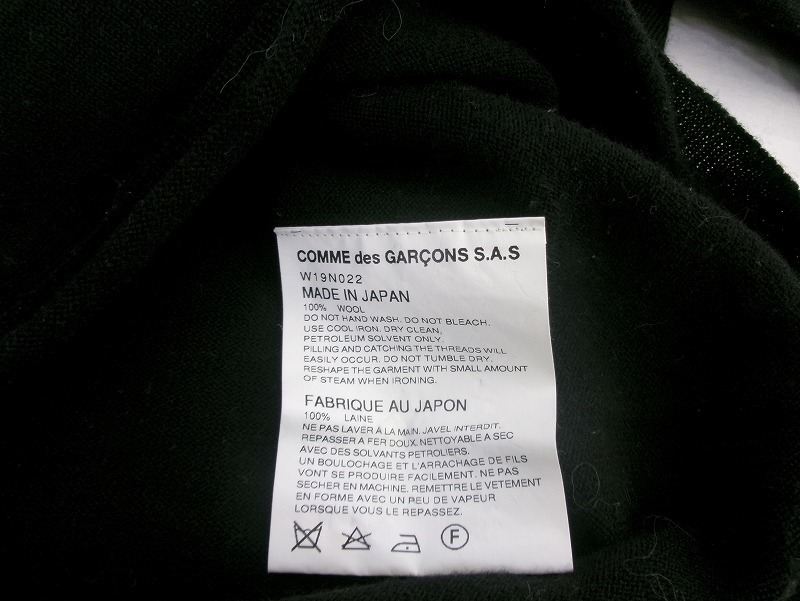 COMME des GARÇONS S.A.S
W19N022
MADE IN JAPAN
100% WOOL
DO NOT HAND WASH. DO NOT BLEACH.
USE COOL IRON. DRY CLEAN,
PETROLEUM SOLVENT ONLY.
PILLING AND CATCHING THE THREADS WILL
EASILY OCCUR. DO NOT TUMBLE DRY.
RESHAPE THE GARMENT WITH SMALL AMOUNT
OF STEAM WHEN IRONING.
FABRIQUE AU JAPON
100% LAINE
NE PAS LAVER À LA MAIN. JAVEL INTERDIT.
REPASSER A FER DOUX. NETTOYABLE A SEC
AVEC DES SOLVANTS PETROLIERS.
UN BOULOCHAGE ET L'ARRACHAGE DE FILS
VONT SE PRODUIRE FACILEMENT. NE PAS
SECHER EN MACHINE. REMETTRE LE VETEMENT
EN FORME AVEC UN PEU DE VAPEUR
LORSQUE VOUS LE REPASSEZ.
F